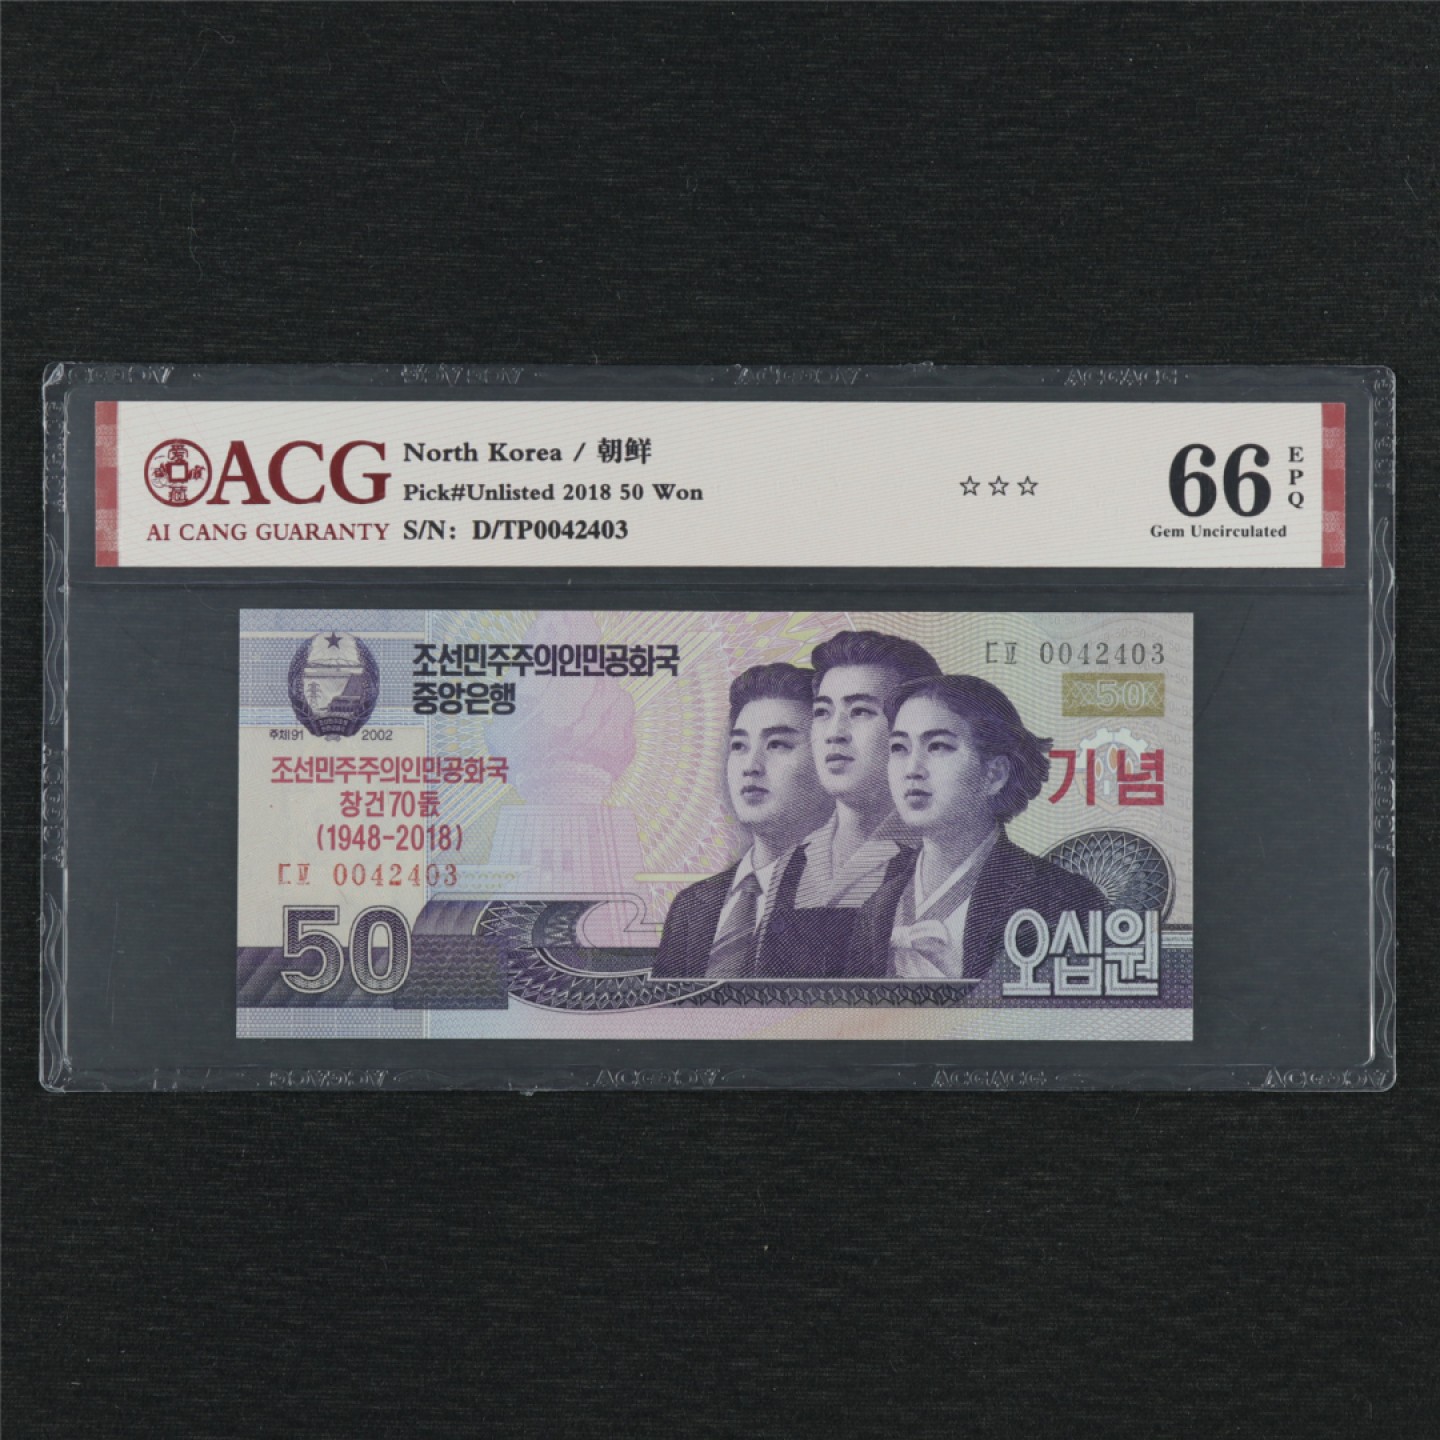 ACG
AI CANG GUARANTY
North Korea / 朝鲜
Pick#Unlisted 2018 50 Won
S/N: D/TP0042403
☆☆☆
66
EPQ
Gem Uncirculated
조선민주주의인민공화국
중앙은행
주체91 2002
ㄷㅍ 0042403
50
조선민주주의인민공화국
창건70돐
(1948-2018)
ㄷㅍ 0042403
기념
50
오십원